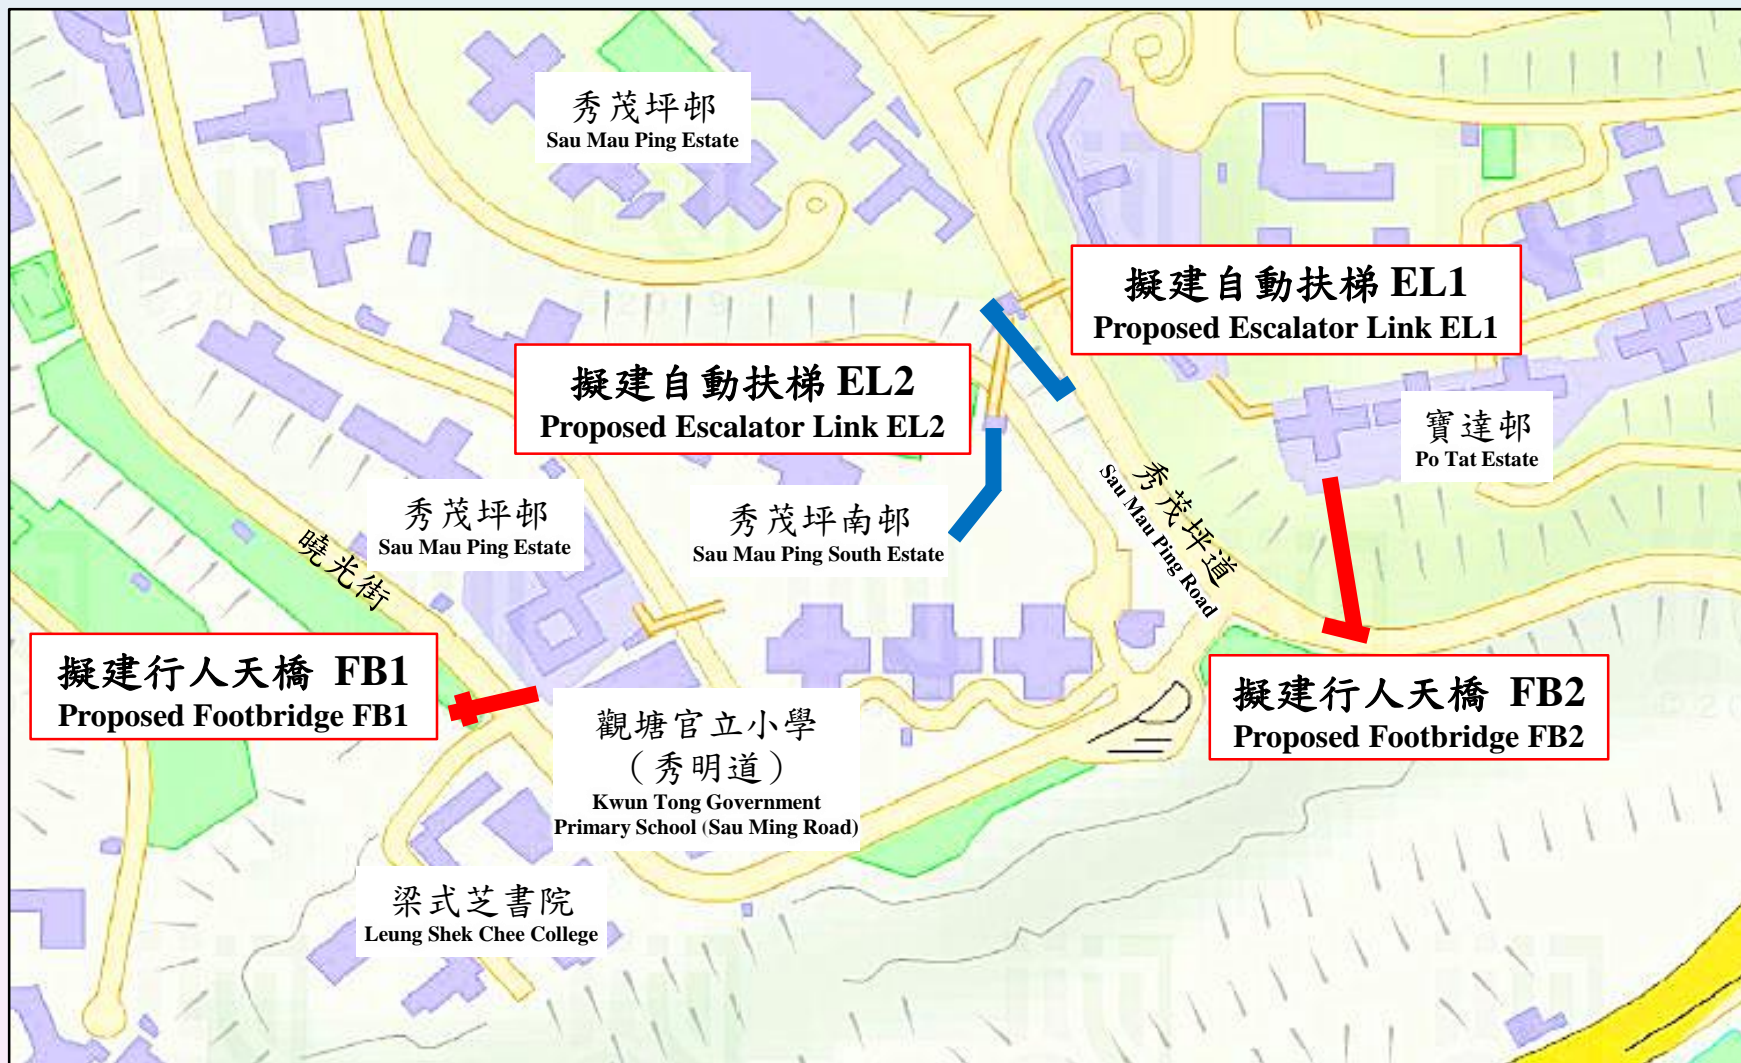 秀茂坪邨
Sau Mau Ping Estate
擬建自動扶梯 EL1
Proposed Escalator Link EL1
擬建自動扶梯 EL2
Proposed Escalator Link EL2
寶達邨
Po Tat Estate
秀茂坪道
Sau Mau Ping Road
秀茂坪邨
Sau Mau Ping Estate
秀茂坪南邨
Sau Mau Ping South Estate
曉光街
擬建行人天橋 FB1
Proposed Footbridge FB1
擬建行人天橋 FB2
Proposed Footbridge FB2
觀塘官立小學
（秀明道）
Kwun Tong Government
Primary School (Sau Ming Road)
梁式芝書院
Leung Shek Chee College